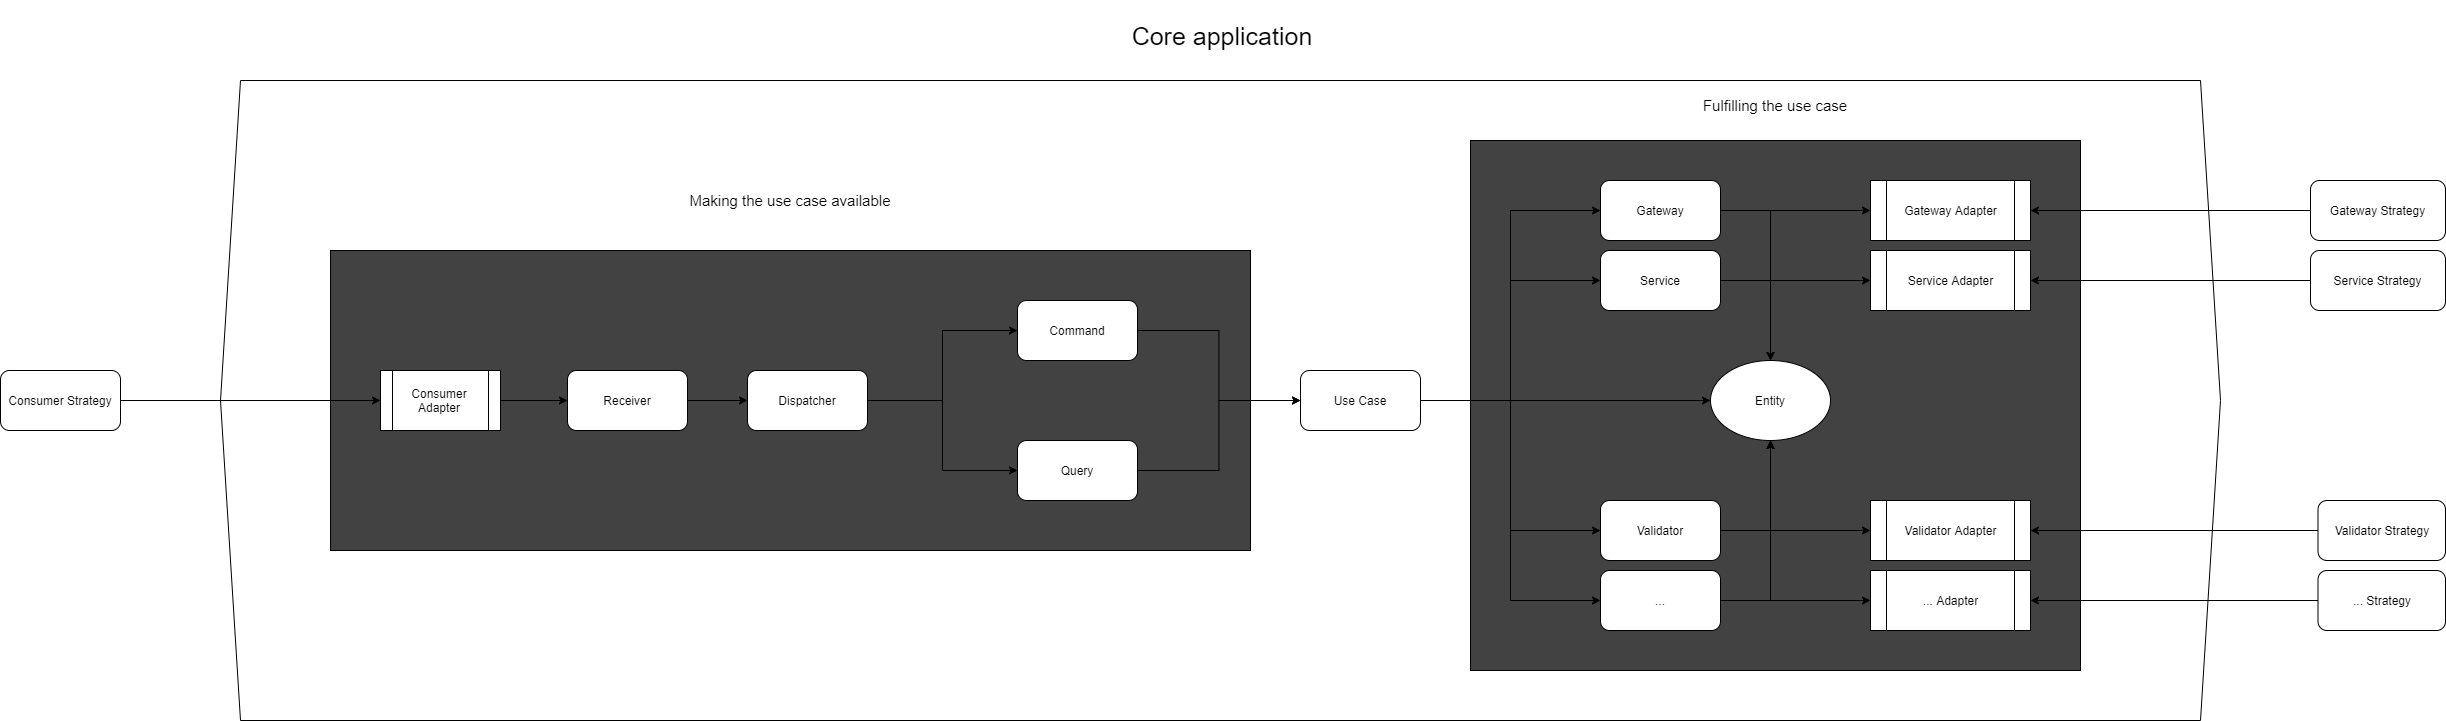 Core application
Fulfilling the use case
Making the use case available
Gateway
Gateway Adapter
Gateway Strategy
Service
Service Adapter
Service Strategy
Command
Consumer Strategy
Consumer
Adapter
Receiver
Dispatcher
Use Case
Entity
Query
Validator
Validator Adapter
Validator Strategy
...
... Adapter
... Strategy